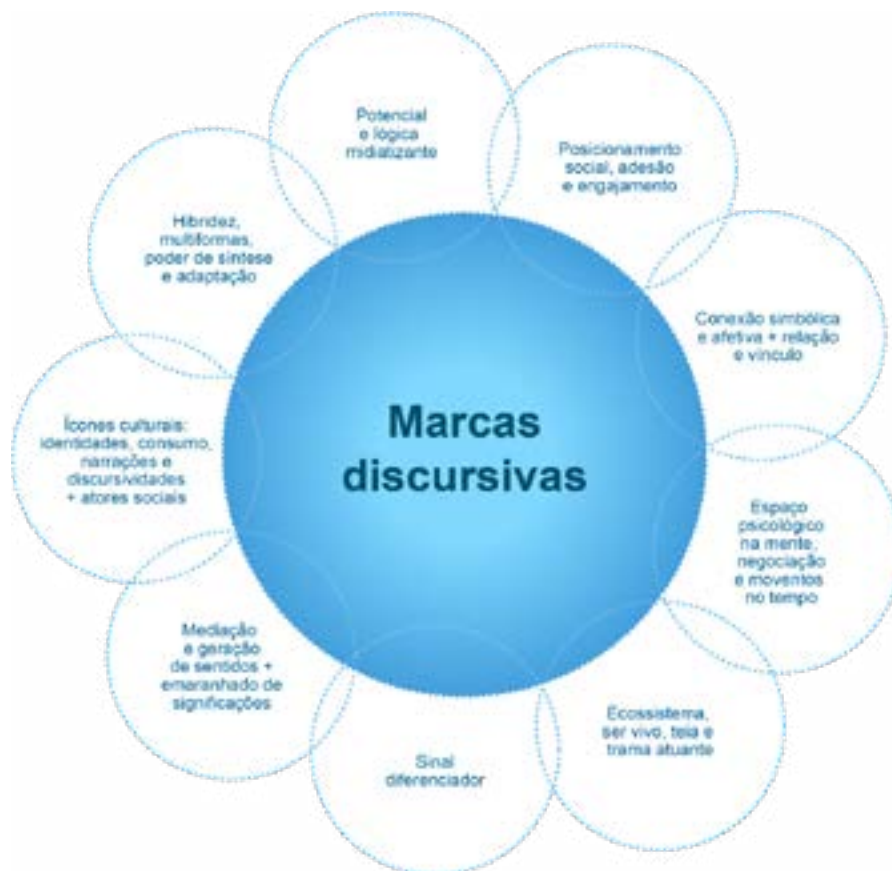 Potencial
e lógica
midiatizante
Posicionamento
social, adesão
e engajamento
Conexão simbólica
e afetiva + relação
e vínculo
Espaço
psicológico
na mente,
negociação
e moventos
no tempo
Ecossistema,
ser vivo, teia e
trama atuante
Sinal
diferenciador
Mediação
e geração
de sentidos +
emaranhado de
significações
Ícones culturais:
identidades, consumo,
narrações e
discursividades
+ atores sociais
Hibridez,
multiformas,
poder de síntese
e adaptação
Marcas
discursivas